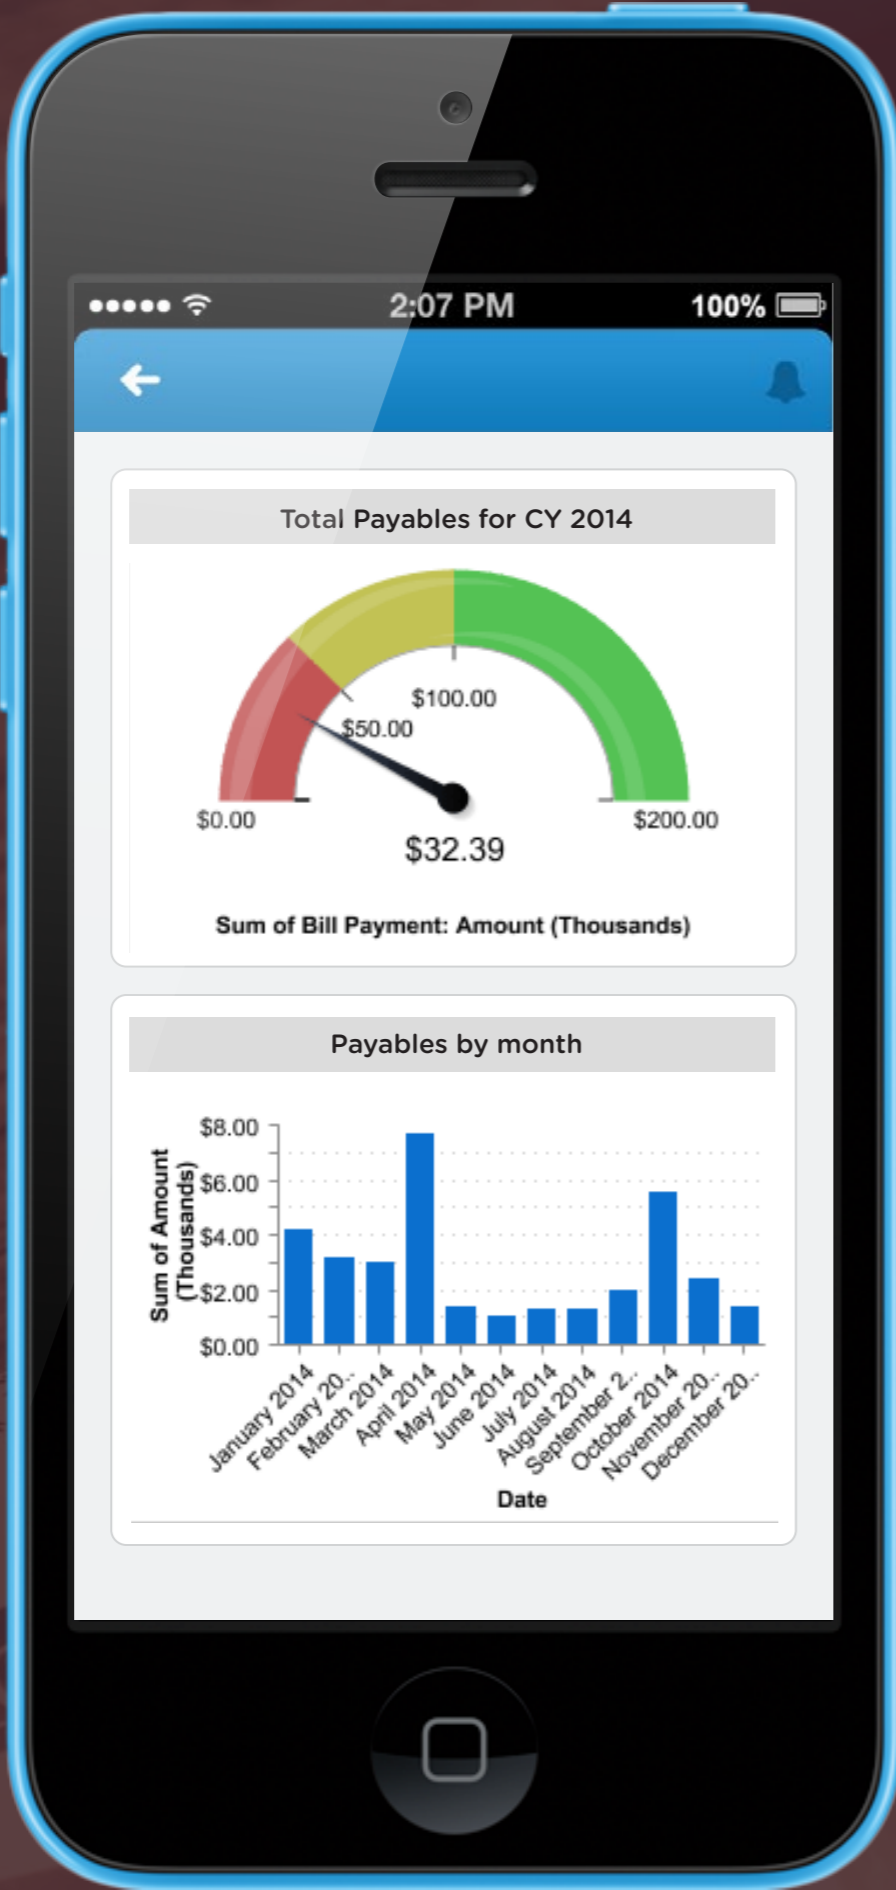 2:07 PM
100%
Total Payables for CY 2014
$100.00
$50.00
$0.00
$200.00
$32.39
Sum of Bill Payment: Amount (Thousands)
Payables by month
Sum of Amount
(Thousands)
$8.00
$6.00
$4.00
$2.00
$0.00
January 2014
February 20..
March 2014
April 2014
May 2014
June 2014
July 2014
August 2014
September 2..
October 2014
November 20..
December 20..
Date